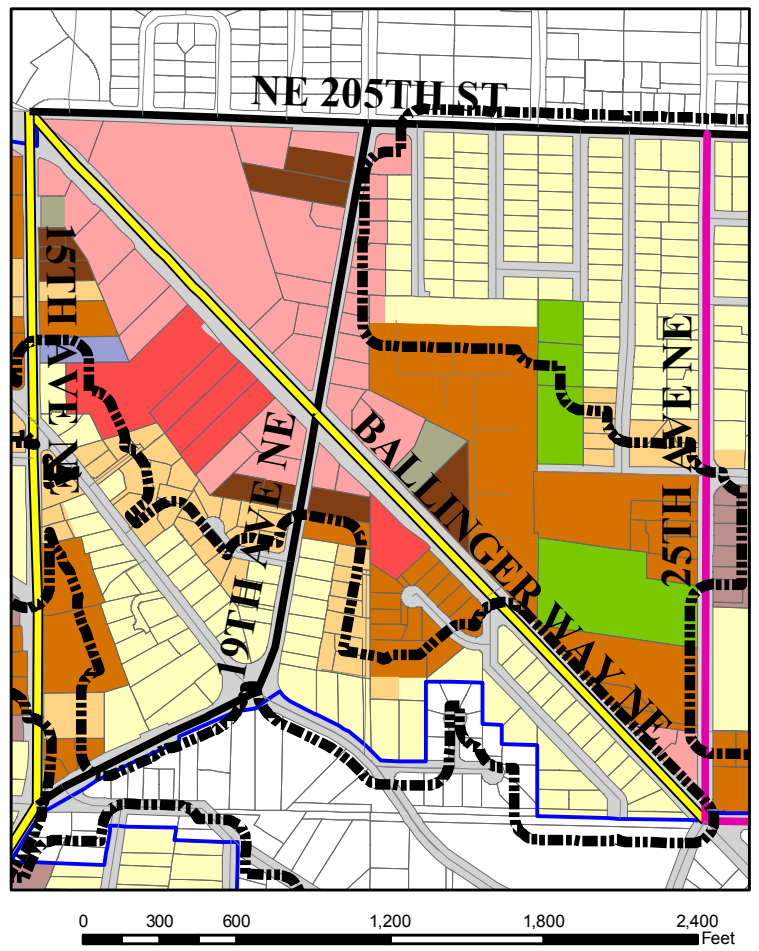 NE 205TH ST
15TH AVE NE
BALLINGER WAY NE
19TH AVE NE
25TH AVE NE
0 300 600 1,200 1,800 2,400
Feet